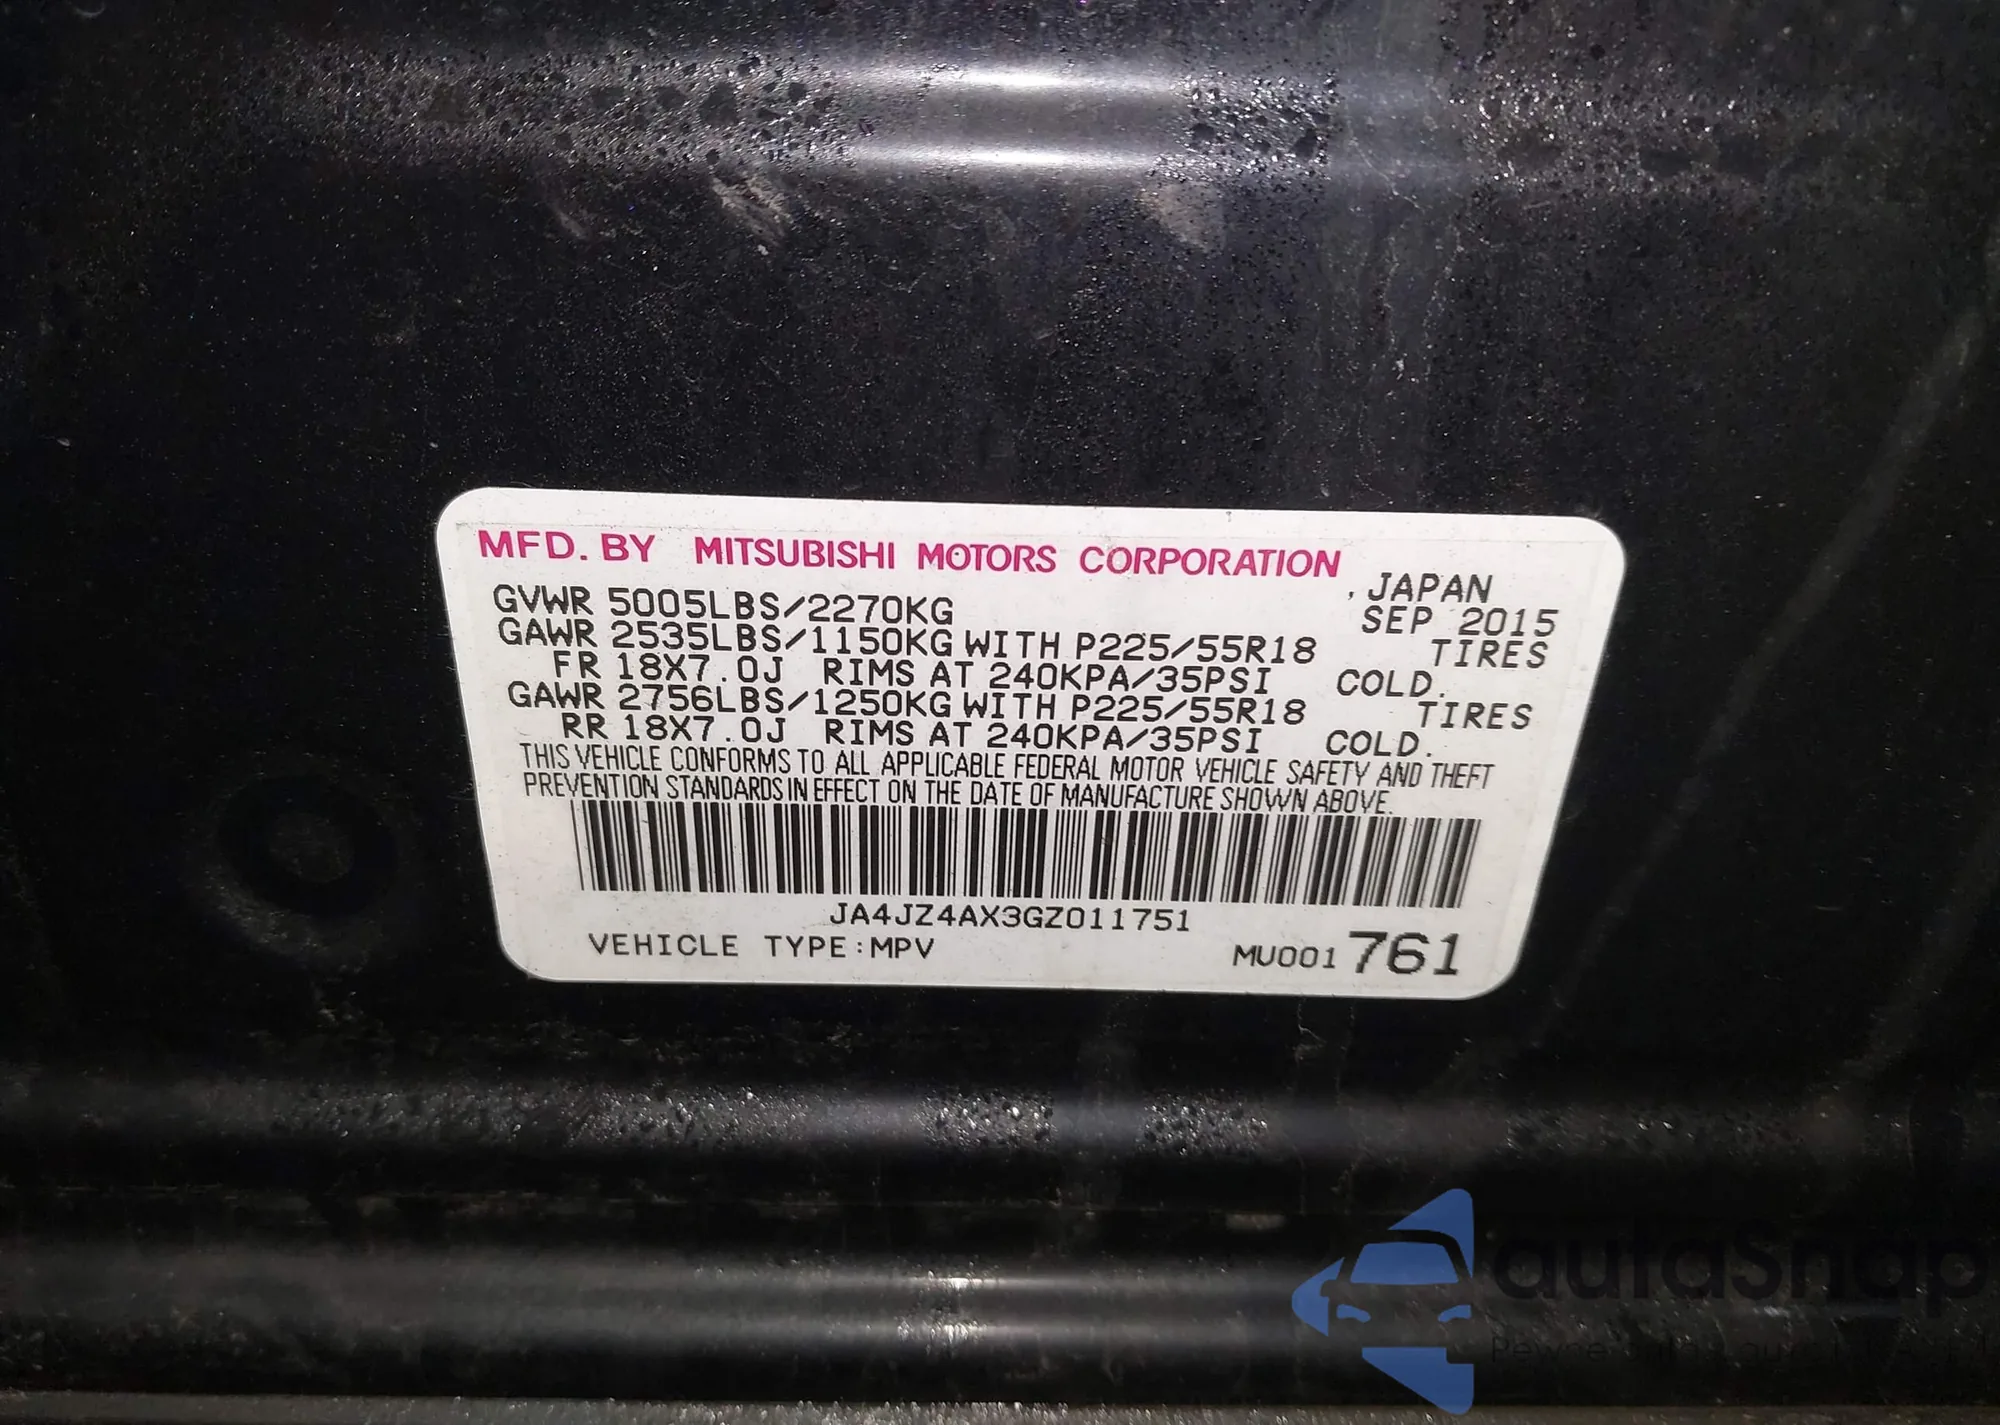 MFD. BY MITSUBISHI MOTORS CORPORATION
, JAPAN
GVWR 5005LBS/2270KG SEP 2015
GAWR 2535LBS/1150KG WITH P225/55R18 TIRES
FR 18X7.0J RIMS AT 240KPA/35PSI COLD.
GAWR 2756LBS/1250KG WITH P225/55R18 TIRES
RR 18X7.0J RIMS AT 240KPA/35PSI COLD.
THIS VEHICLE CONFORMS TO ALL APPLICABLE FEDERAL MOTOR VEHICLE SAFETY AND THEFT
PREVENTION STANDARDS IN EFFECT ON THE DATE OF MANUFACTURE SHOWN ABOVE.
JA4JZ4AX3GZ011751
VEHICLE TYPE:MPV MU001 761
autaSnap